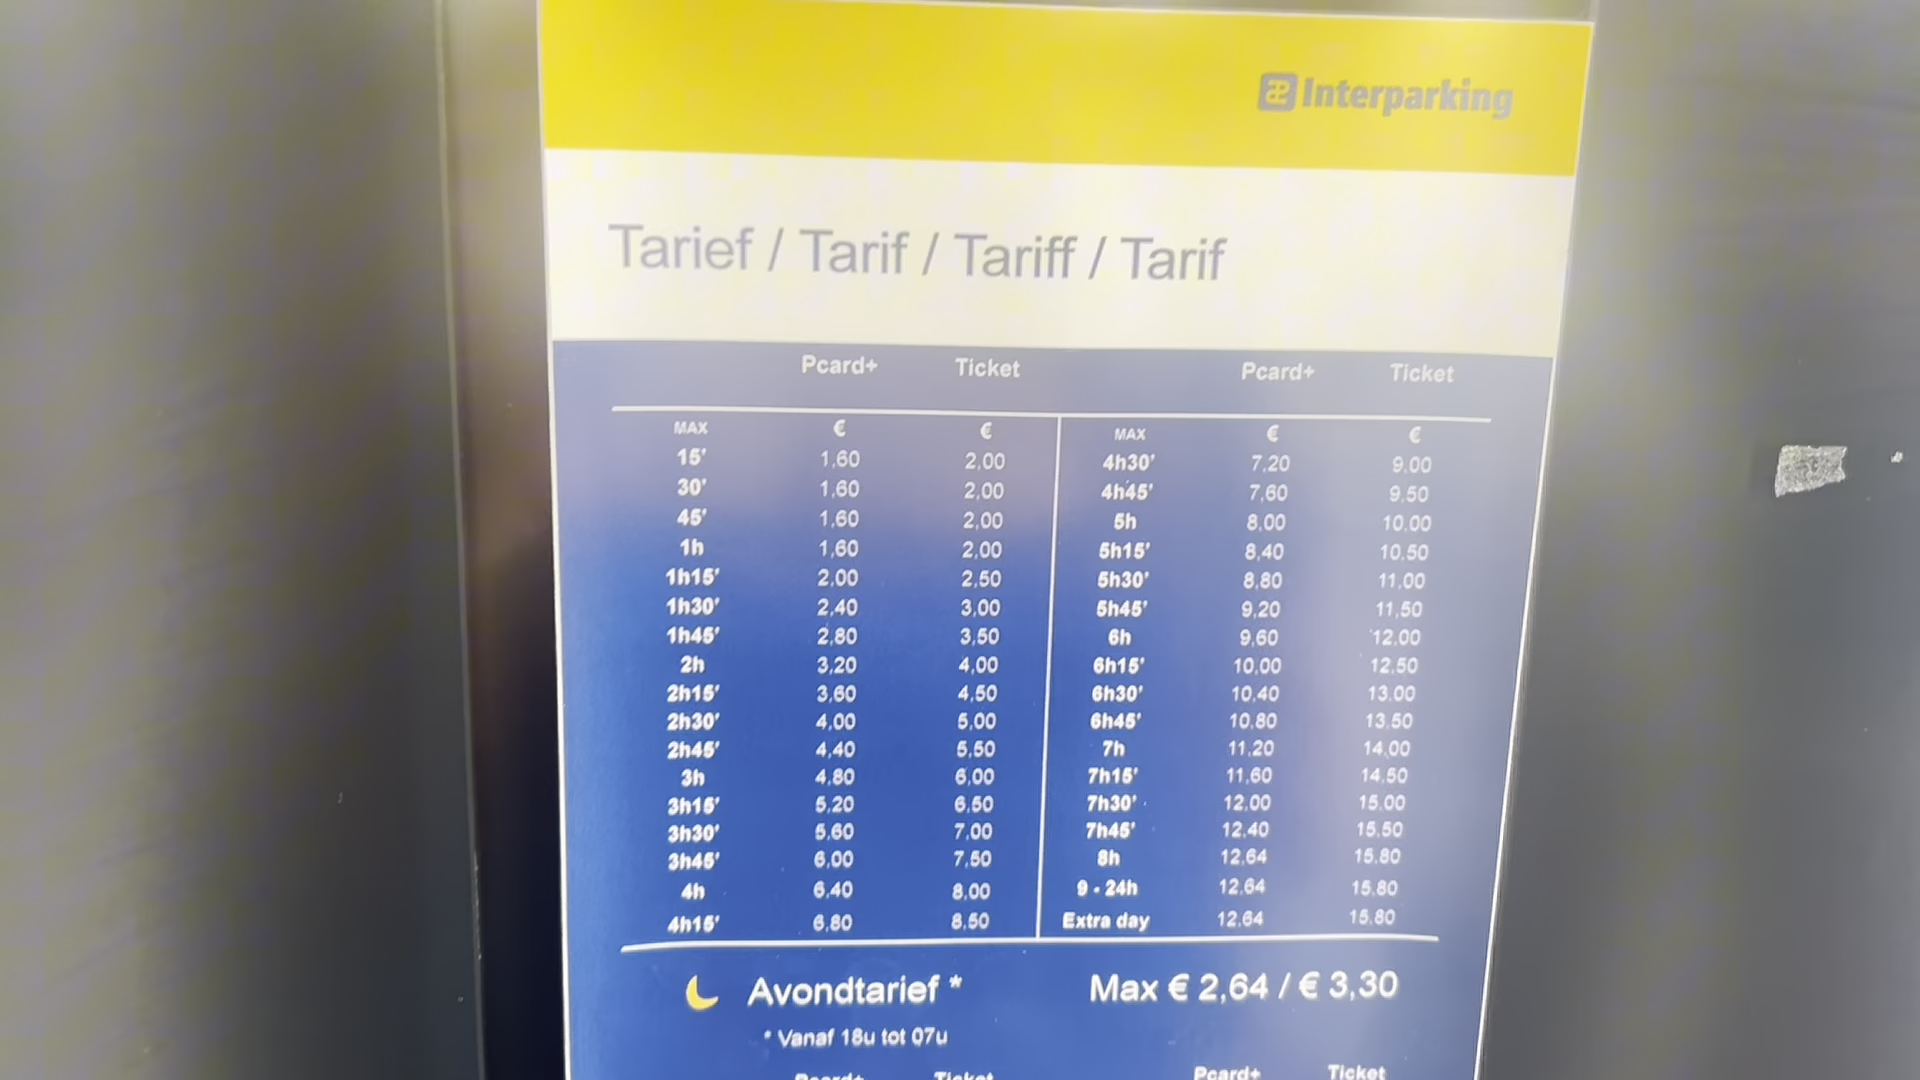 Interparking
Tarief / Tarif / Tariff / Tarif
Pcard+ Ticket Pcard+ Ticket
MAX € € MAX € €
15' 1,60 2,00 4h30' 7,20 9,00
30' 1,60 2,00 4h45' 7,60 9,50
45' 1,60 2,00 5h 8,00 10,00
1h 1,60 2,00 5h15' 8,40 10,50
1h15' 2,00 2,50 5h30' 8,80 11,00
1h30' 2,40 3,00 5h45' 9,20 11,50
1h45' 2,80 3,50 6h 9,60 12,00
2h 3,20 4,00 6h15' 10,00 12,50
2h15' 3,60 4,50 6h30' 10,40 13,00
2h30' 4,00 5,00 6h45' 10,80 13,50
2h45' 4,40 5,50 7h 11,20 14,00
3h 4,80 6,00 7h15' 11,60 14,50
3h15' 5,20 6,50 7h30' 12,00 15,00
3h30' 5,60 7,00 7h45' 12,40 15,50
3h45' 6,00 7,50 8h 12,64 15,80
4h 6,40 8,00 9 - 24h 12,64 15,80
4h15' 6,80 8,50 Extra day 12,64 15,80
Avondtarief * Max € 2,64 / € 3,30
* Vanaf 18u tot 07u
Pcard+ Ticket Pcard+ Ticket